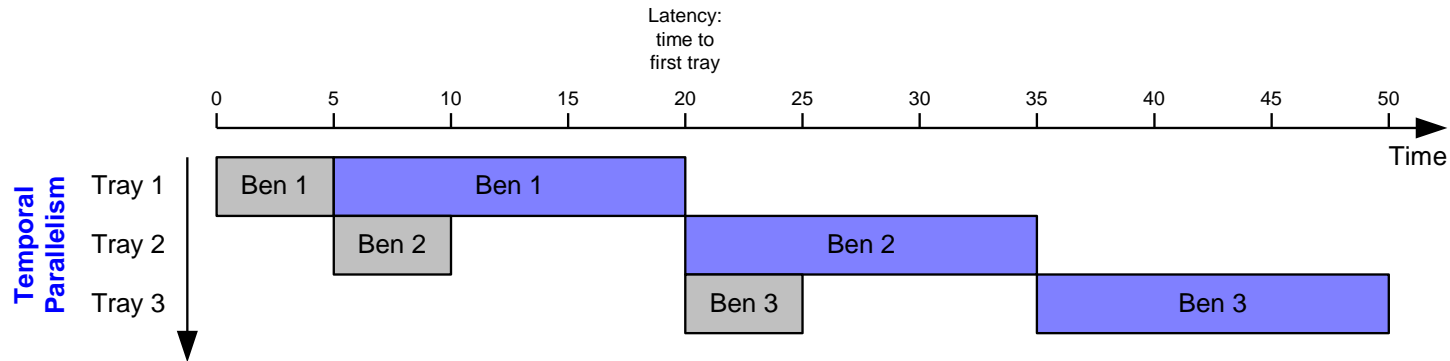 Latency:
time to
first tray
0 5 10 15 20 25 30 35 40 45 50
Time
Temporal
Parallelism
Tray 1 Ben 1 Ben 1
Tray 2 Ben 2 Ben 2
Tray 3 Ben 3 Ben 3